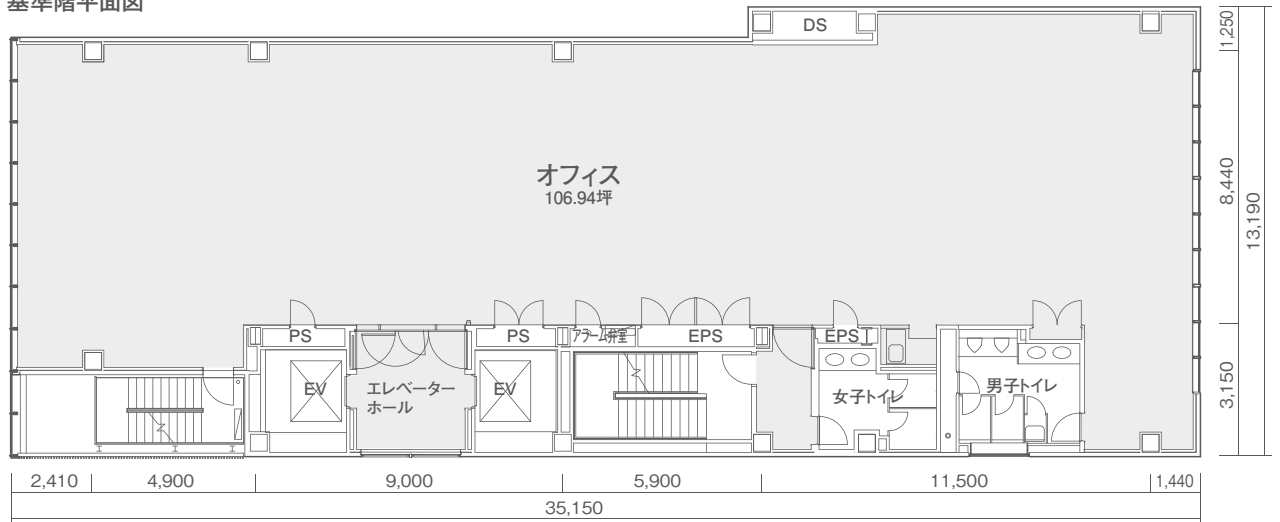 基準階平面図
DS
オフィス
106.94坪
PS
PS
アラーム弁室
EPS
EPS
EV
エレベーター
ホール
EV
女子トイレ
男子トイレ
1,250
8,440
13,190
3,150
2,410
4,900
9,000
5,900
11,500
1,440
35,150